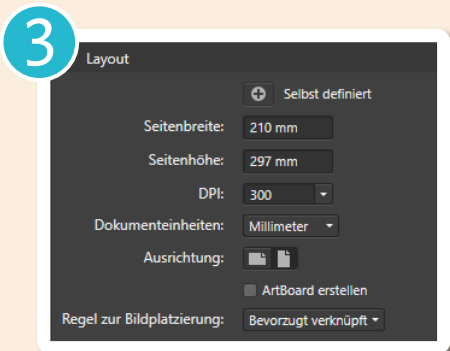 3
Layout
Selbst definiert
Seitenbreite: 210 mm
Seitenhöhe: 297 mm
DPI: 300
Dokumenteinheiten: Millimeter
Ausrichtung:
ArtBoard erstellen
Regel zur Bildplatzierung: Bevorzugt verknüpft